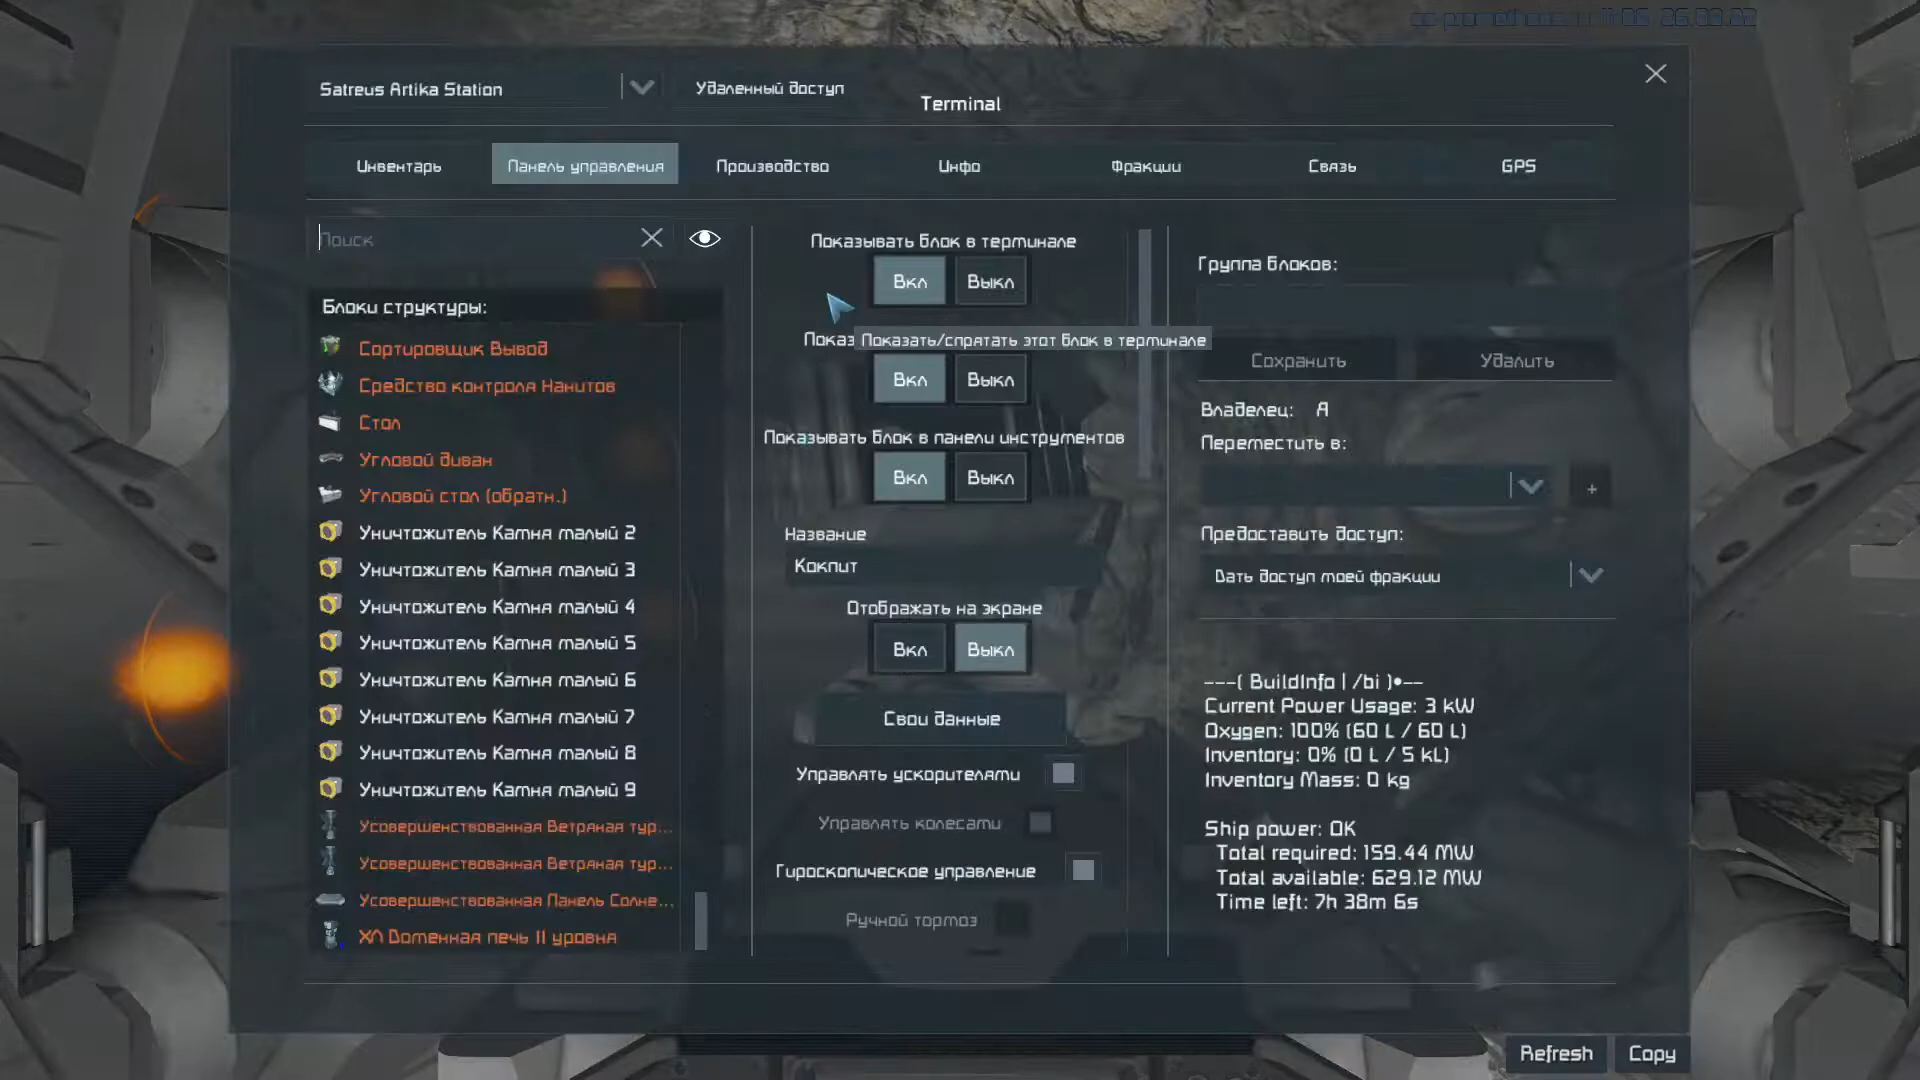 Satreus Artika Station
Удаленный доступ
Terminal
Инвентарь
Панель управления
Производство
Инфо
Фракции
Связь
GPS
Поиск
Блоки структуры:
Сортировщик Вывод
Средство контроля Нанитов
Стол
Угловой диван
Угловой стол (обратн.)
Уничтожитель Камня малый 2
Уничтожитель Камня малый 3
Уничтожитель Камня малый 4
Уничтожитель Камня малый 5
Уничтожитель Камня малый 6
Уничтожитель Камня малый 7
Уничтожитель Камня малый 8
Уничтожитель Камня малый 9
Усовершенствованная Ветряная тур...
Усовершенствованная Ветряная тур...
Усовершенствованная Панель Солне...
ХЛ Доменная печь II уровня
Показывать блок в терминале
Вкл Выкл
Показ
Показать/спрятать этот блок в терминале
Вкл Выкл
Показывать блок в панели инструментов
Вкл Выкл
Название
Кокпит
Отображать на экране
Вкл Выкл
Свои данные
Управлять ускорителями
Управлять колесами
Гироскопическое управление
Ручной тормоз
Группа блоков:
Сохранить Удалить
Владелец: A
Переместить в:
+
Предоставить доступ:
Дать доступ моей фракции
---( BuildInfo | /bi )•--
Current Power Usage: 3 kW
Oxygen: 100% (60 L / 60 L)
Inventory: 0% (0 L / 5 kL)
Inventory Mass: 0 kg
Ship power: OK
Total required: 159.44 MW
Total available: 629.12 MW
Time left: 7h 38m 6s
Refresh Copy